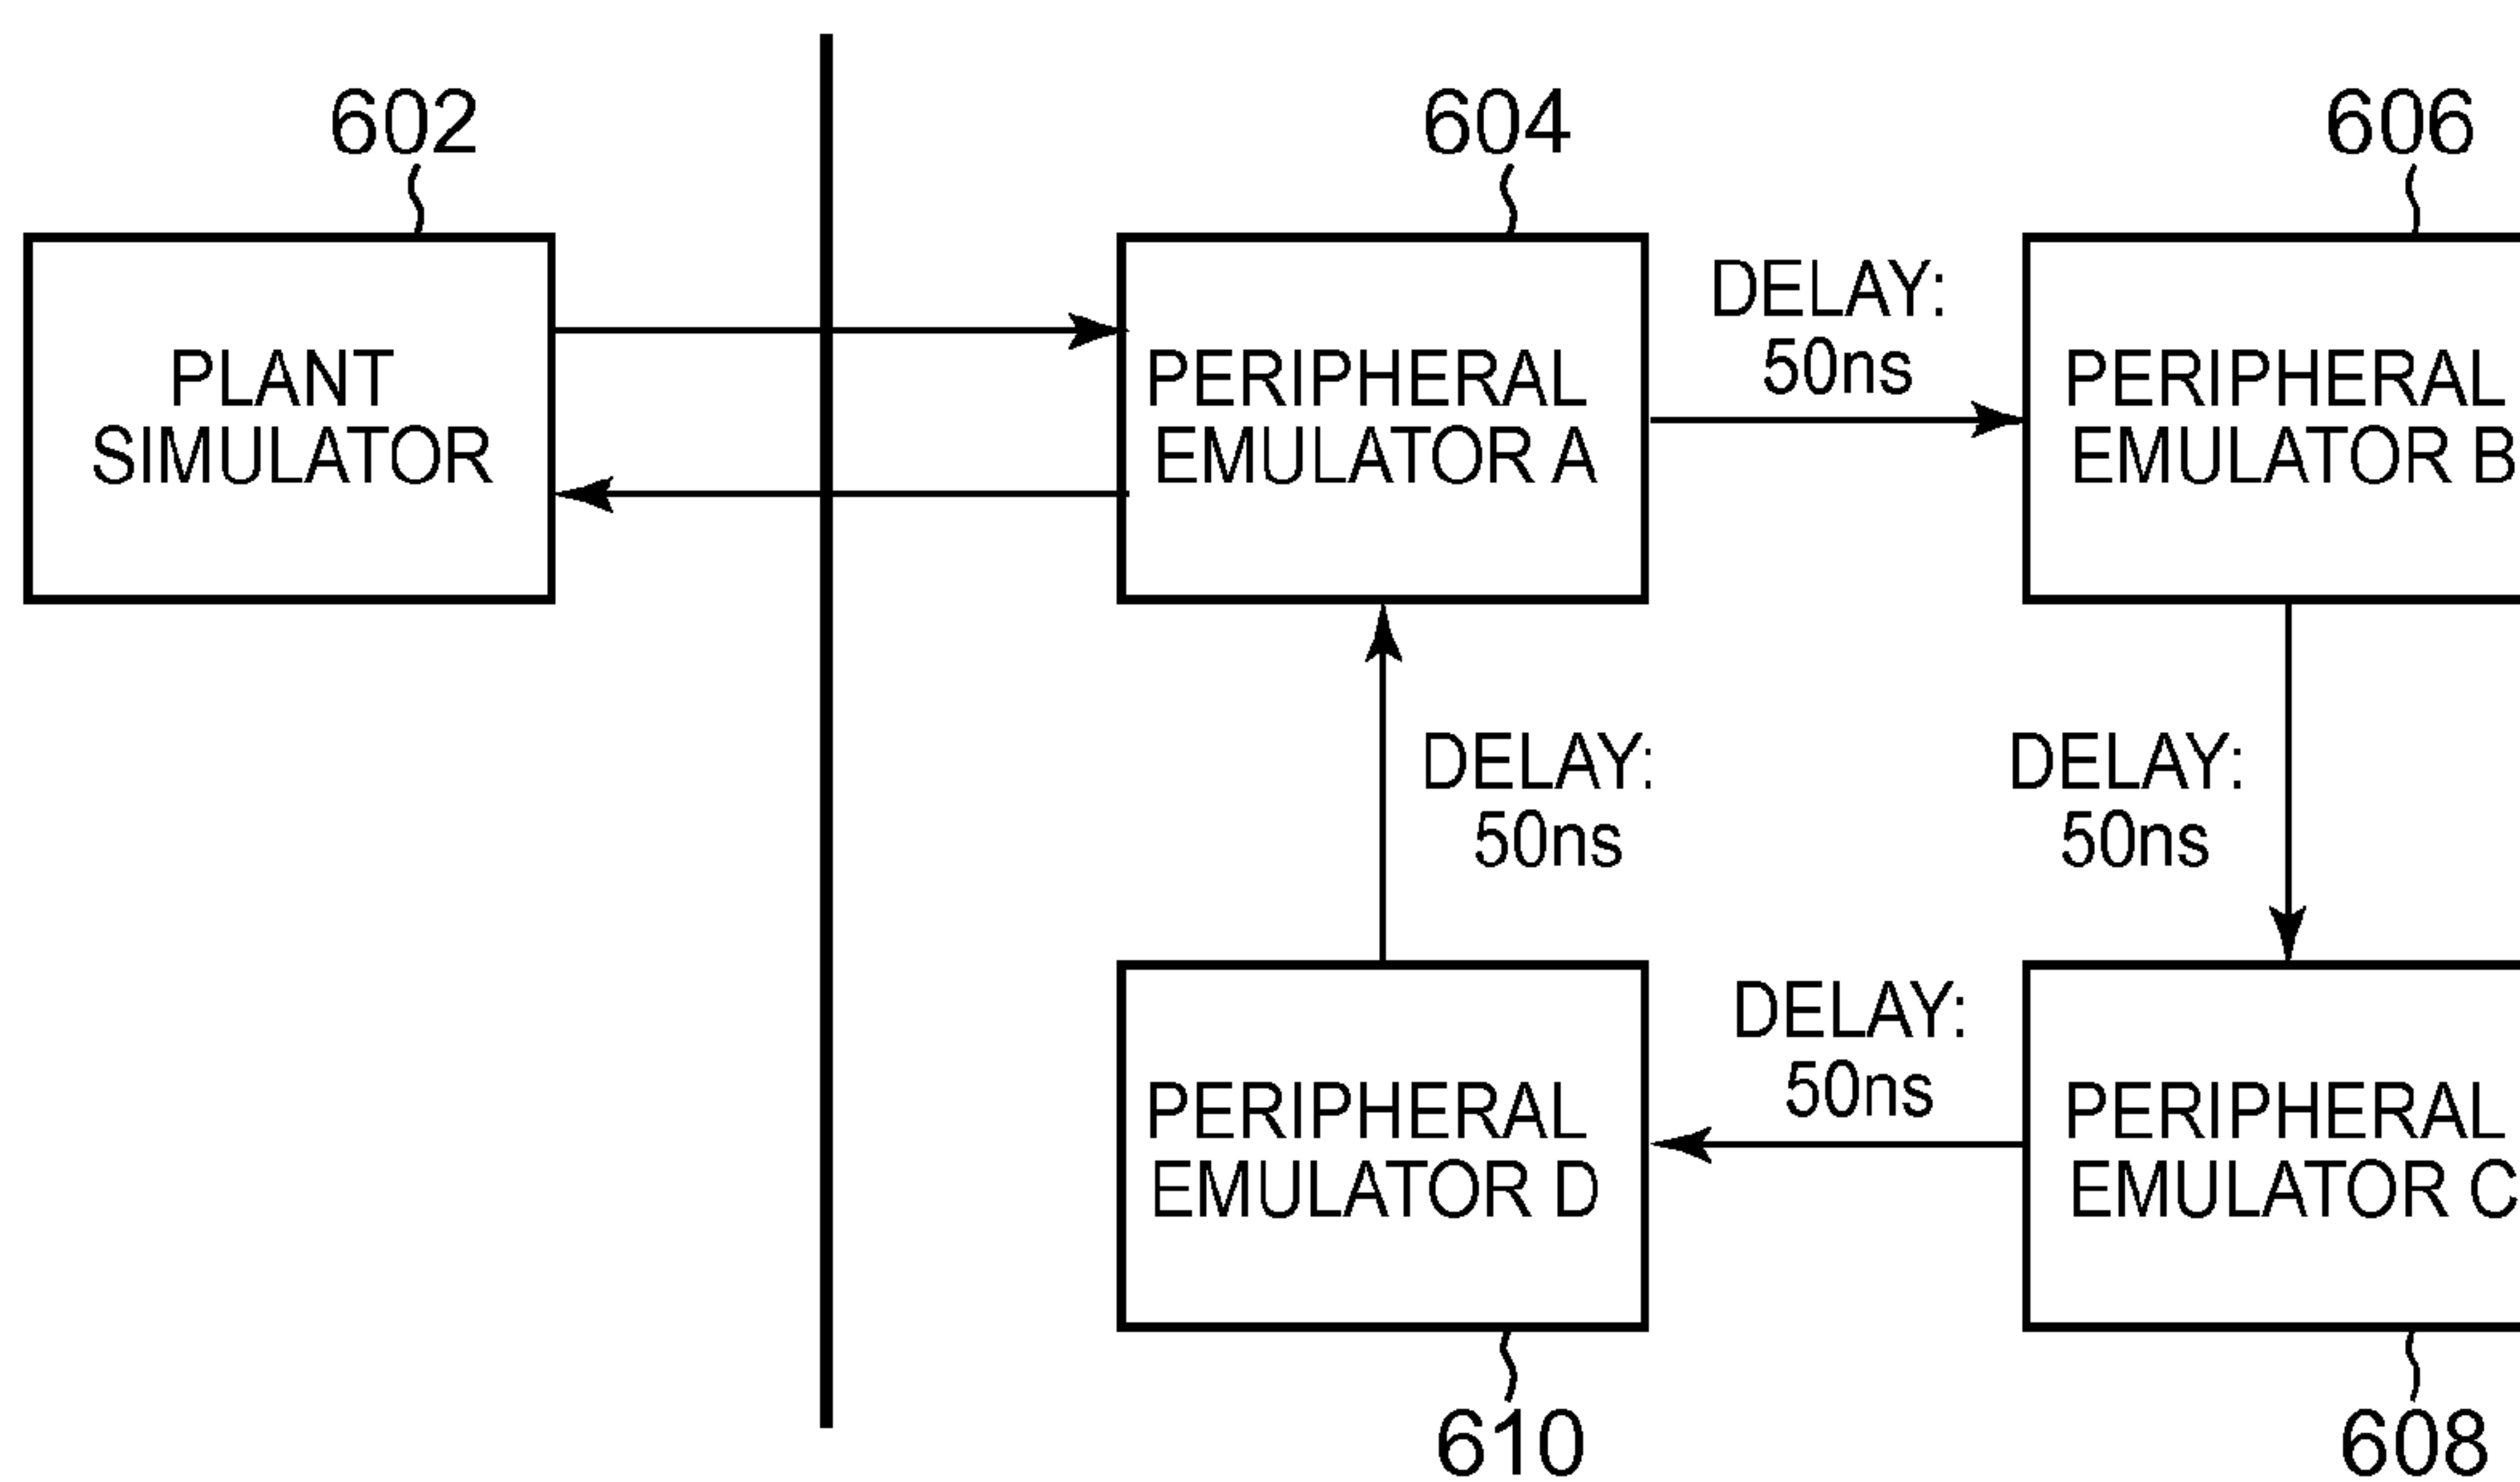 602
604
606
PLANT
SIMULATOR
PERIPHERAL
EMULATOR A
DELAY:
50ns
PERIPHERAL
EMULATOR B
DELAY:
50ns
DELAY:
50ns
PERIPHERAL
EMULATOR D
DELAY:
50ns
PERIPHERAL
EMULATOR C
610
608